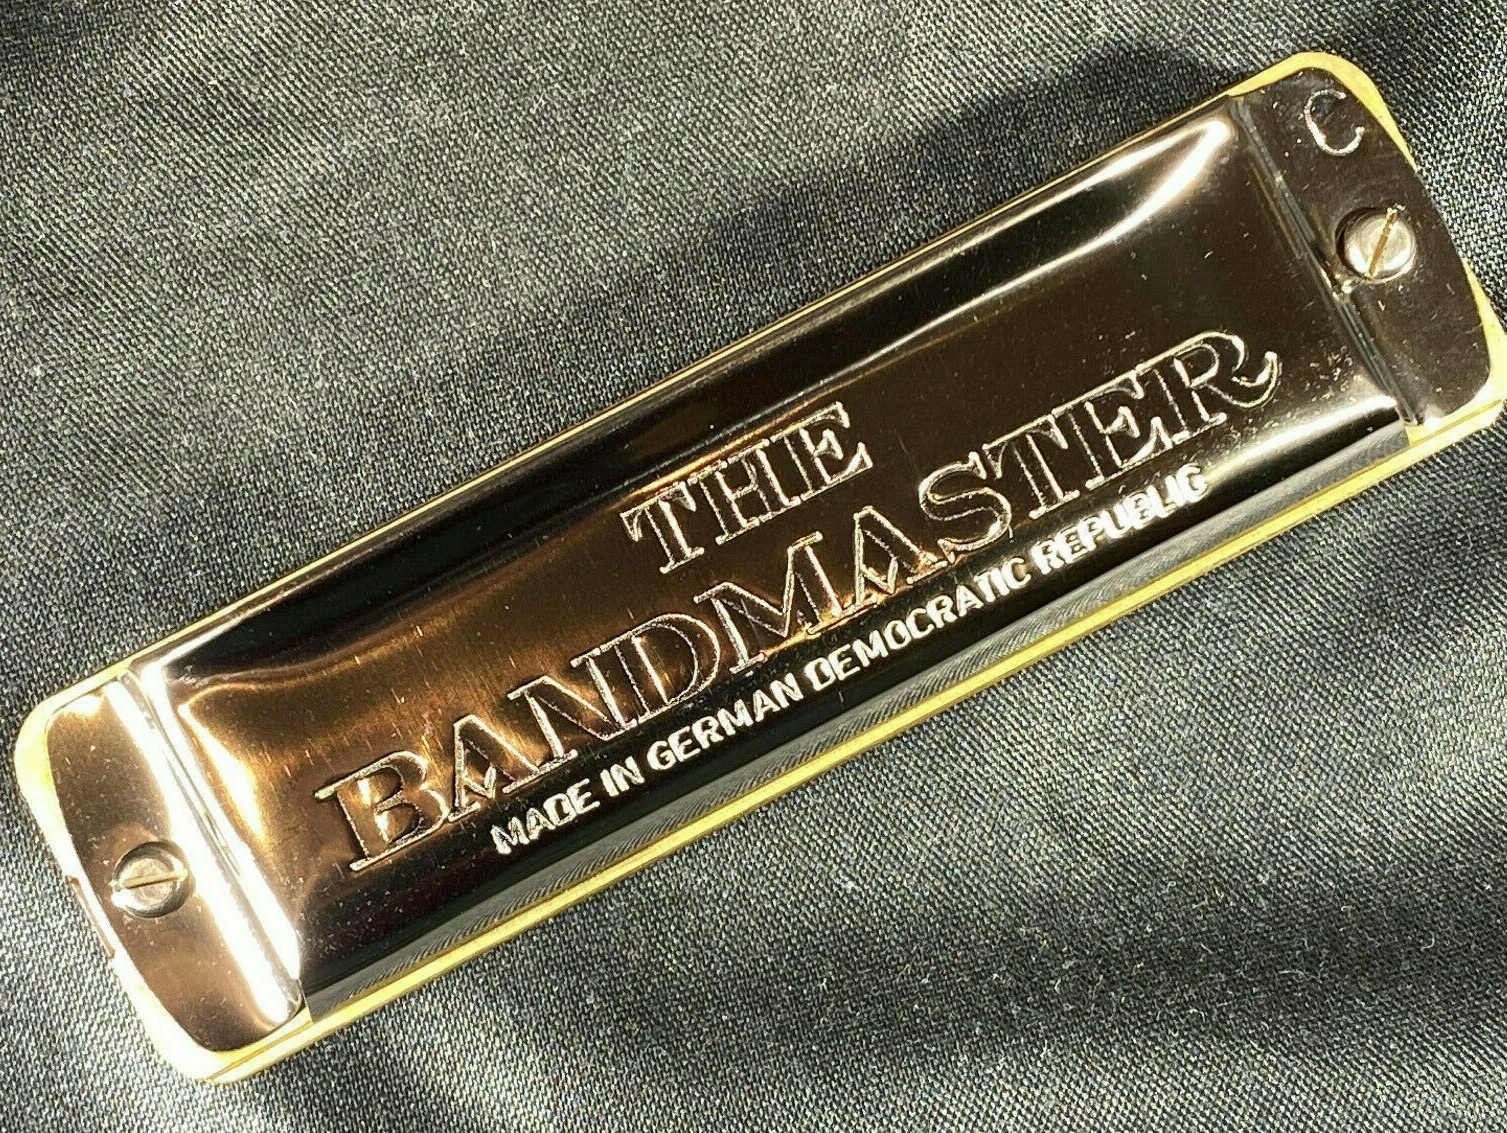 C
THE
BANDMASTER
MADE IN GERMAN DEMOCRATIC REPUBLIC